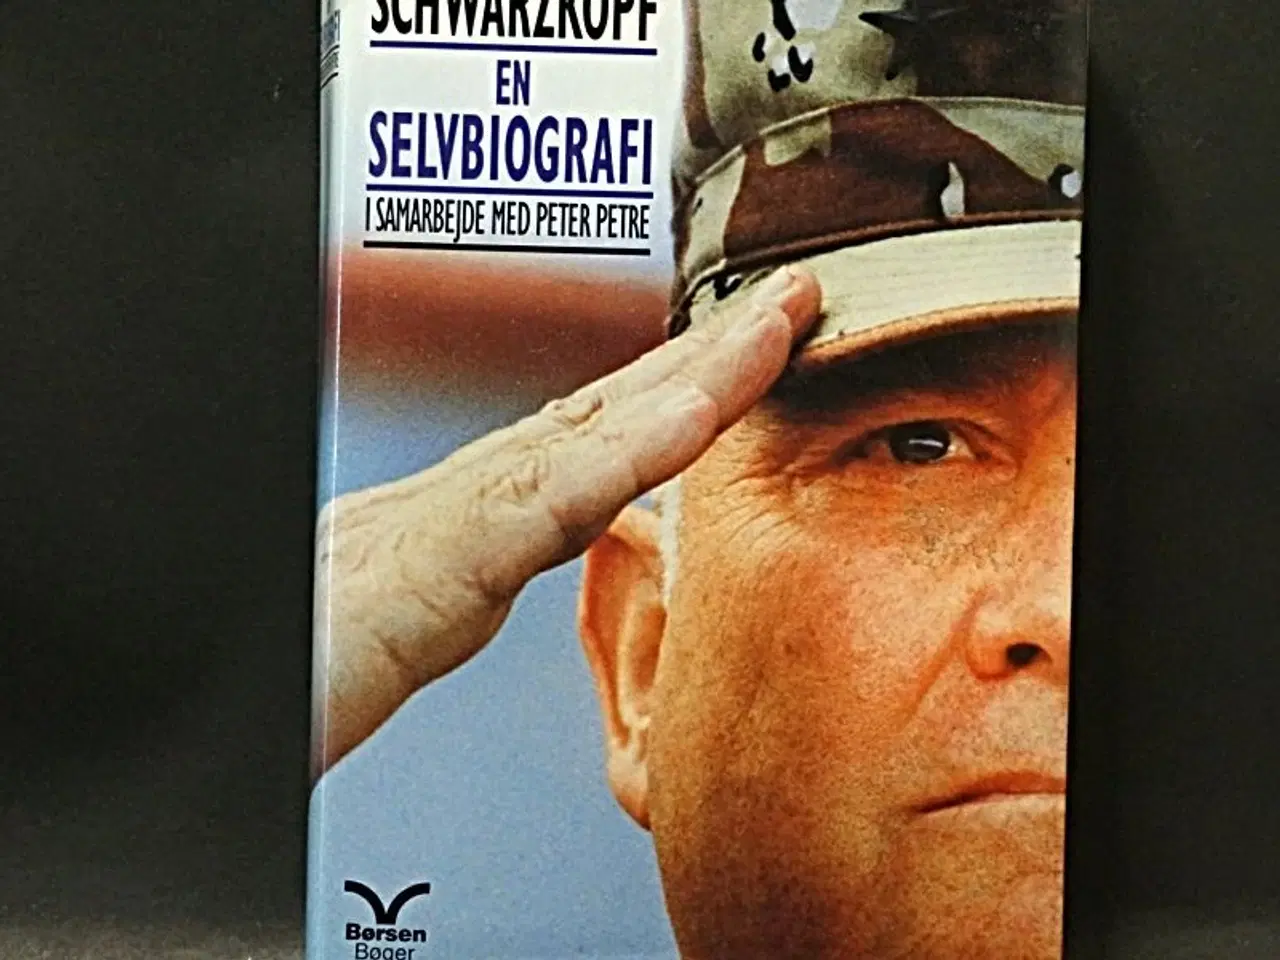 SCHWARZKOPF
EN
SELVBIOGRAFI
I SAMARBEJDE MED PETER PETRE
Børsen
Bøger